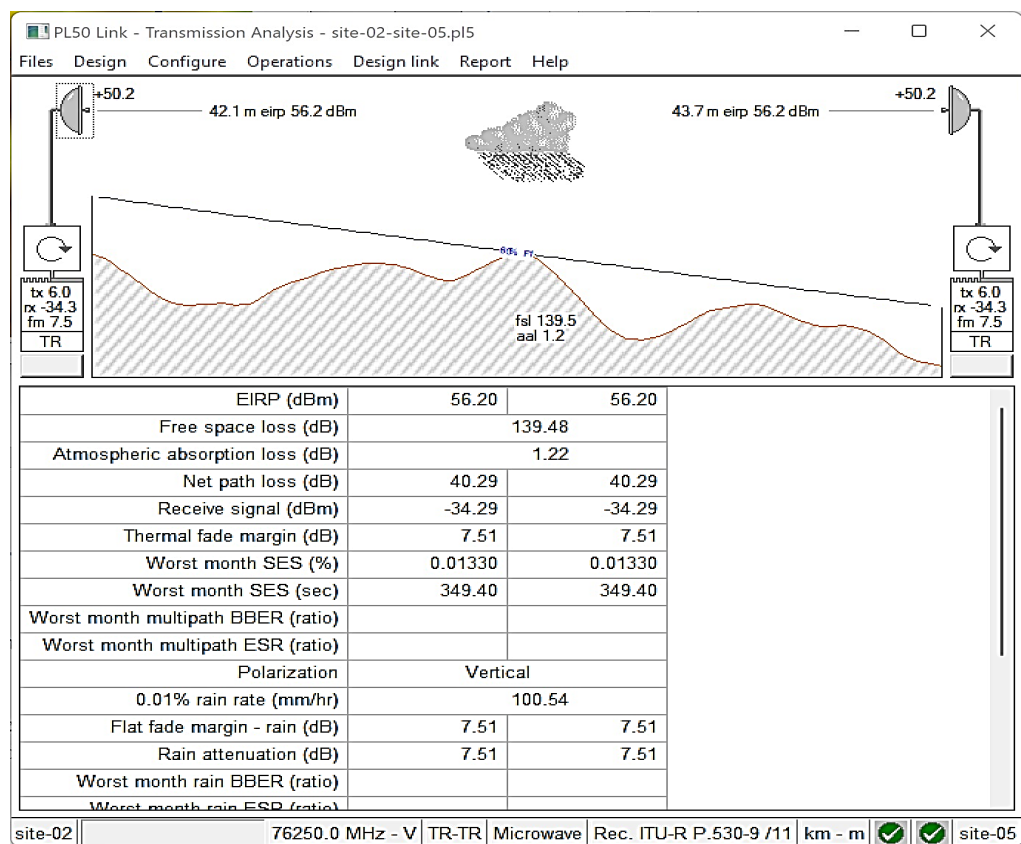 PL50 Link - Transmission Analysis - site-02-site-05.pl5
Files Design Configure Operations Design link Report Help
+50.2
42.1 m eirp 56.2 dBm
+50.2
43.7 m eirp 56.2 dBm
60% F1
tx 6.0
rx -34.3
fm 7.5
TR
fsl 139.5
aal 1.2
tx 6.0
rx -34.3
fm 7.5
TR
EIRP (dBm) 56.20 56.20
Free space loss (dB) 139.48
Atmospheric absorption loss (dB) 1.22
Net path loss (dB) 40.29 40.29
Receive signal (dBm) -34.29 -34.29
Thermal fade margin (dB) 7.51 7.51
Worst month SES (%) 0.01330 0.01330
Worst month SES (sec) 349.40 349.40
Worst month multipath BBER (ratio)
Worst month multipath ESR (ratio)
Polarization Vertical
0.01% rain rate (mm/hr) 100.54
Flat fade margin - rain (dB) 7.51 7.51
Rain attenuation (dB) 7.51 7.51
Worst month rain BBER (ratio)
Worst month rain ESR (ratio)
site-02 76250.0 MHz - V TR-TR Microwave Rec. ITU-R P.530-9 /11 km - m site-05